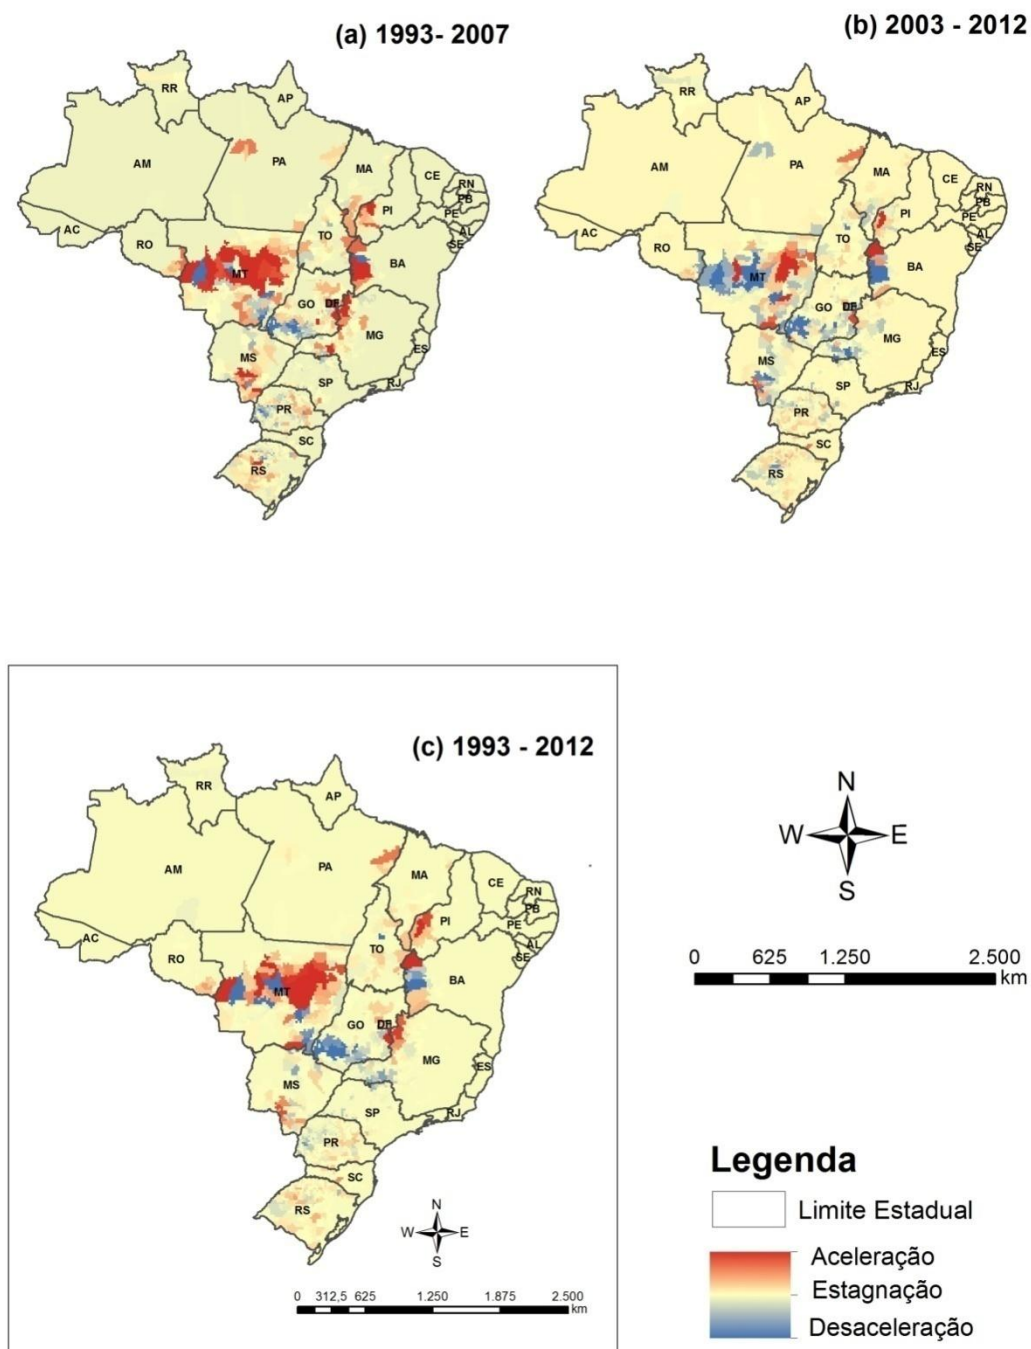 (a) 1993- 2007
RR
AP
AM
PA
MA
CE
RN
PB
PE
AL
SE
PI
AC
RO
TO
BA
MT
GO
DF
MG
ES
MS
SP
RJ
PR
SC
RS
(b) 2003 - 2012
RR
AP
AM
PA
MA
CE
RN
PB
PE
AL
SE
PI
AC
RO
TO
BA
MT
GO
DF
MG
ES
MS
SP
RJ
PR
SC
RS
(c) 1993 - 2012
RR
AP
AM
PA
MA
CE
RN
PB
PE
AL
SE
PI
AC
RO
TO
BA
MT
GO
DF
MG
ES
MS
SP
RJ
PR
SC
RS
N
W E
S
0 312,5 625 1.250 1.875 2.500
km
N
W E
S
0 625 1.250 2.500
km
Legenda
Limite Estadual
Aceleração
Estagnação
Desaceleração